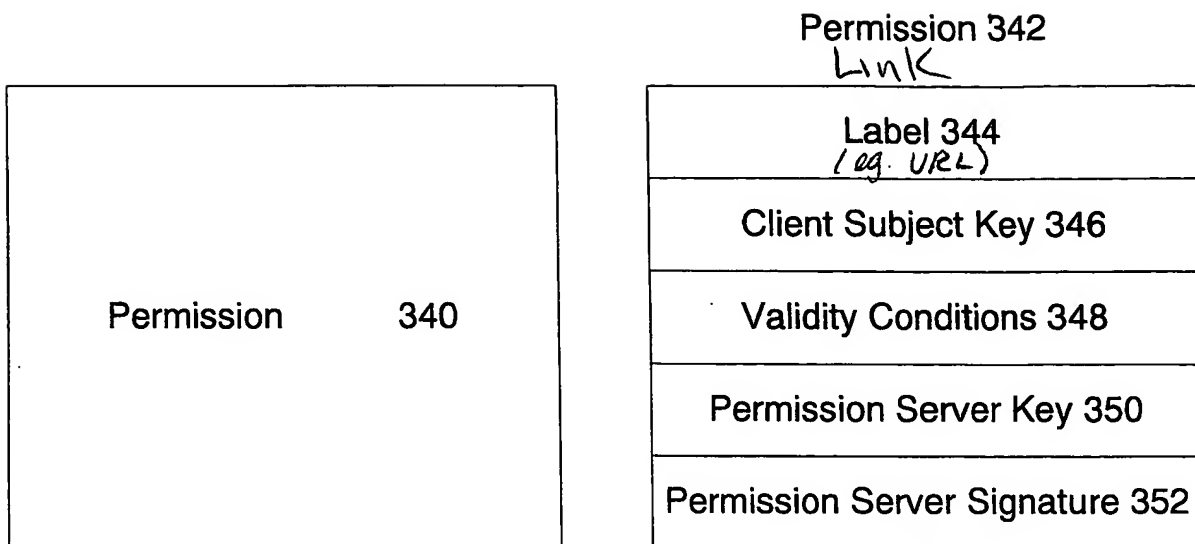 Permission 342
Link
Label 344
(eg. URL)
Client Subject Key 346
Permission 340
Validity Conditions 348
Permission Server Key 350
Permission Server Signature 352